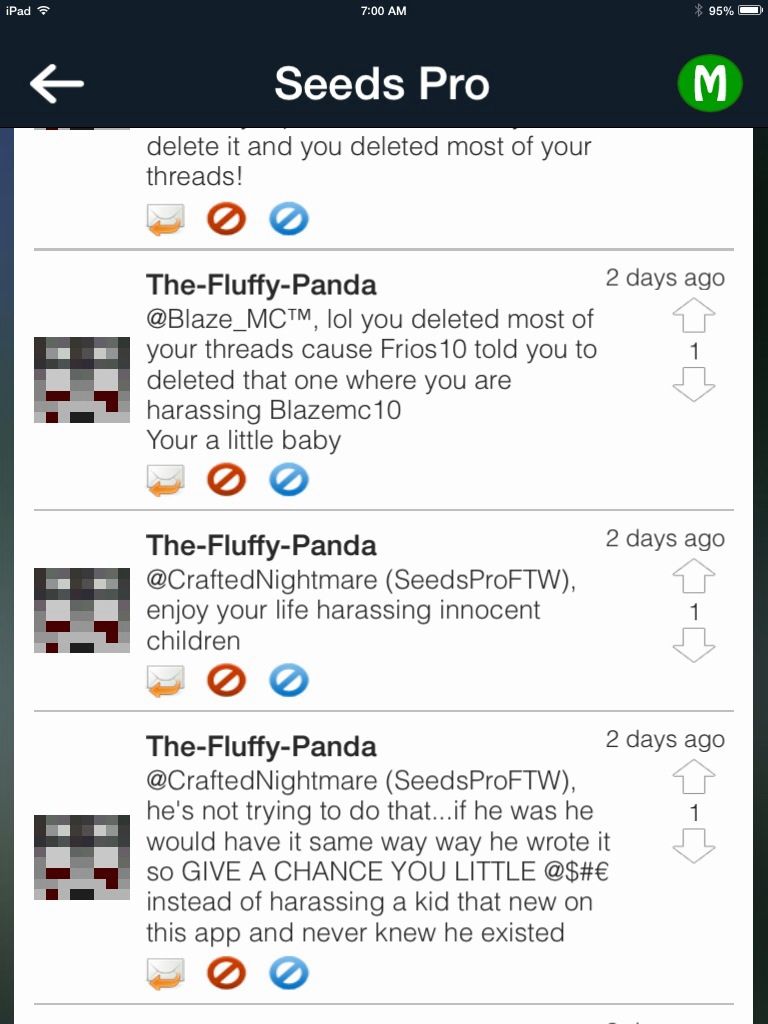 iPad 7:00 AM 95%
Seeds Pro M
delete it and you deleted most of your
threads!
The-Fluffy-Panda 2 days ago
@Blaze_MC™, lol you deleted most of
your threads cause Frios10 told you to
deleted that one where you are
harassing Blazemc10
Your a little baby
1
The-Fluffy-Panda 2 days ago
@CraftedNightmare (SeedsProFTW),
enjoy your life harassing innocent
children
1
The-Fluffy-Panda 2 days ago
@CraftedNightmare (SeedsProFTW),
he's not trying to do that...if he was he
would have it same way way he wrote it
so GIVE A CHANCE YOU LITTLE @$#€
instead of harassing a kid that new on
this app and never knew he existed
1